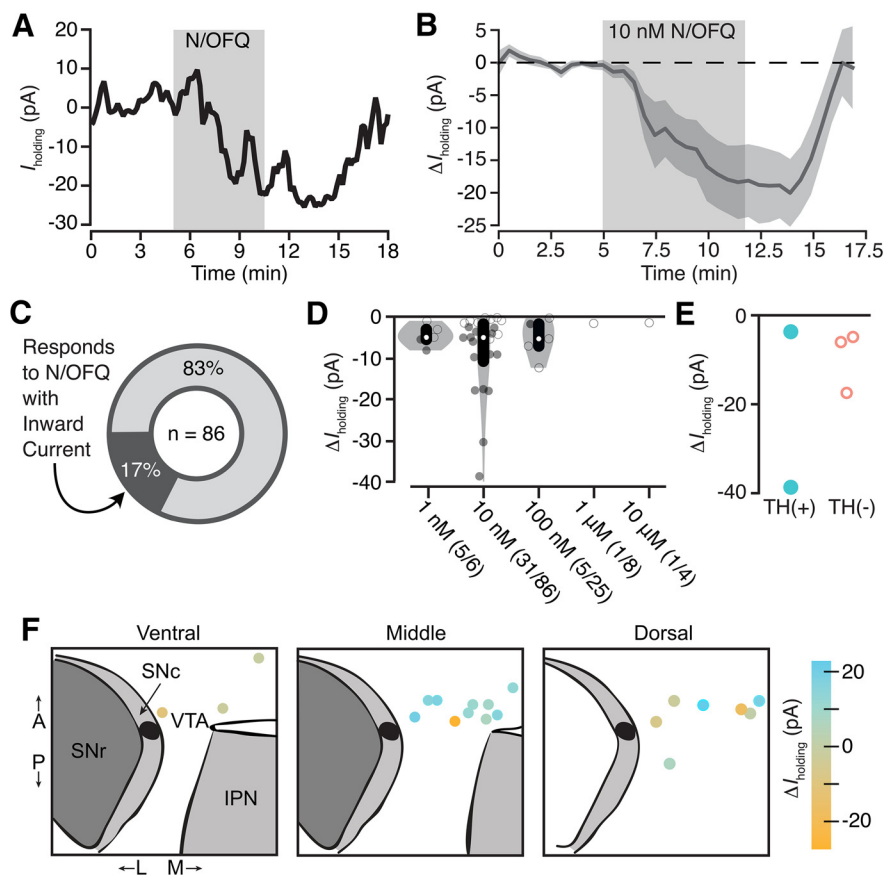 A
20
10
0
-10
-20
-30
Iholding (pA)
N/OFQ
0 3 6 9 12 15 18
Time (min)
B
5
0
-5
-10
-15
-20
-25
ΔIholding (pA)
10 nM N/OFQ
0 2.5 5 7.5 10 12.5 15 17.5
Time (min)
C
Responds
to N/OFQ
with
Inward
Current
83%
n = 86
17%
D
0
-10
-20
-30
-40
ΔIholding (pA)
1 nM (5/6)
10 nM (31/86)
100 nM (5/25)
1 µM (1/8)
10 µM (1/4)
E
0
-20
-40
ΔIholding (pA)
TH(+) TH(-)
F
Ventral
Middle
Dorsal
SNc
VTA
SNr
IPN
A
P
L M
20
0
-20
ΔIholding (pA)